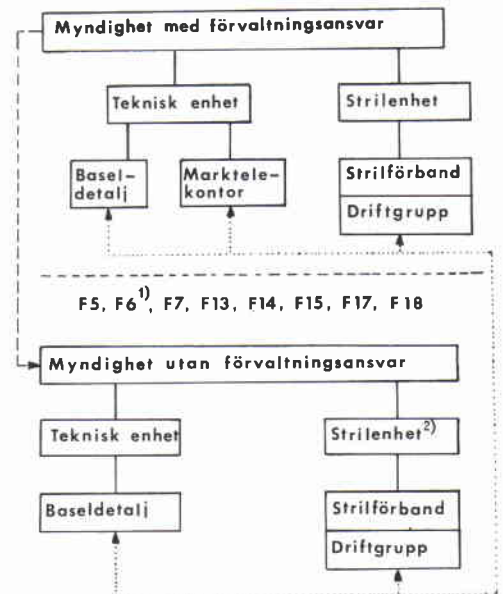 Myndighet med förvaltningsansvar
Teknisk enhet
Strilenhet
Basel-
detalj
Marktele-
kontor
Strilförband
Driftgrupp
F5, F6¹⁾, F7, F13, F14, F15, F17, F18
Myndighet utan förvaltningsansvar
Teknisk enhet
Strilenhet²⁾
Baseldetalj
Strilförband
Driftgrupp